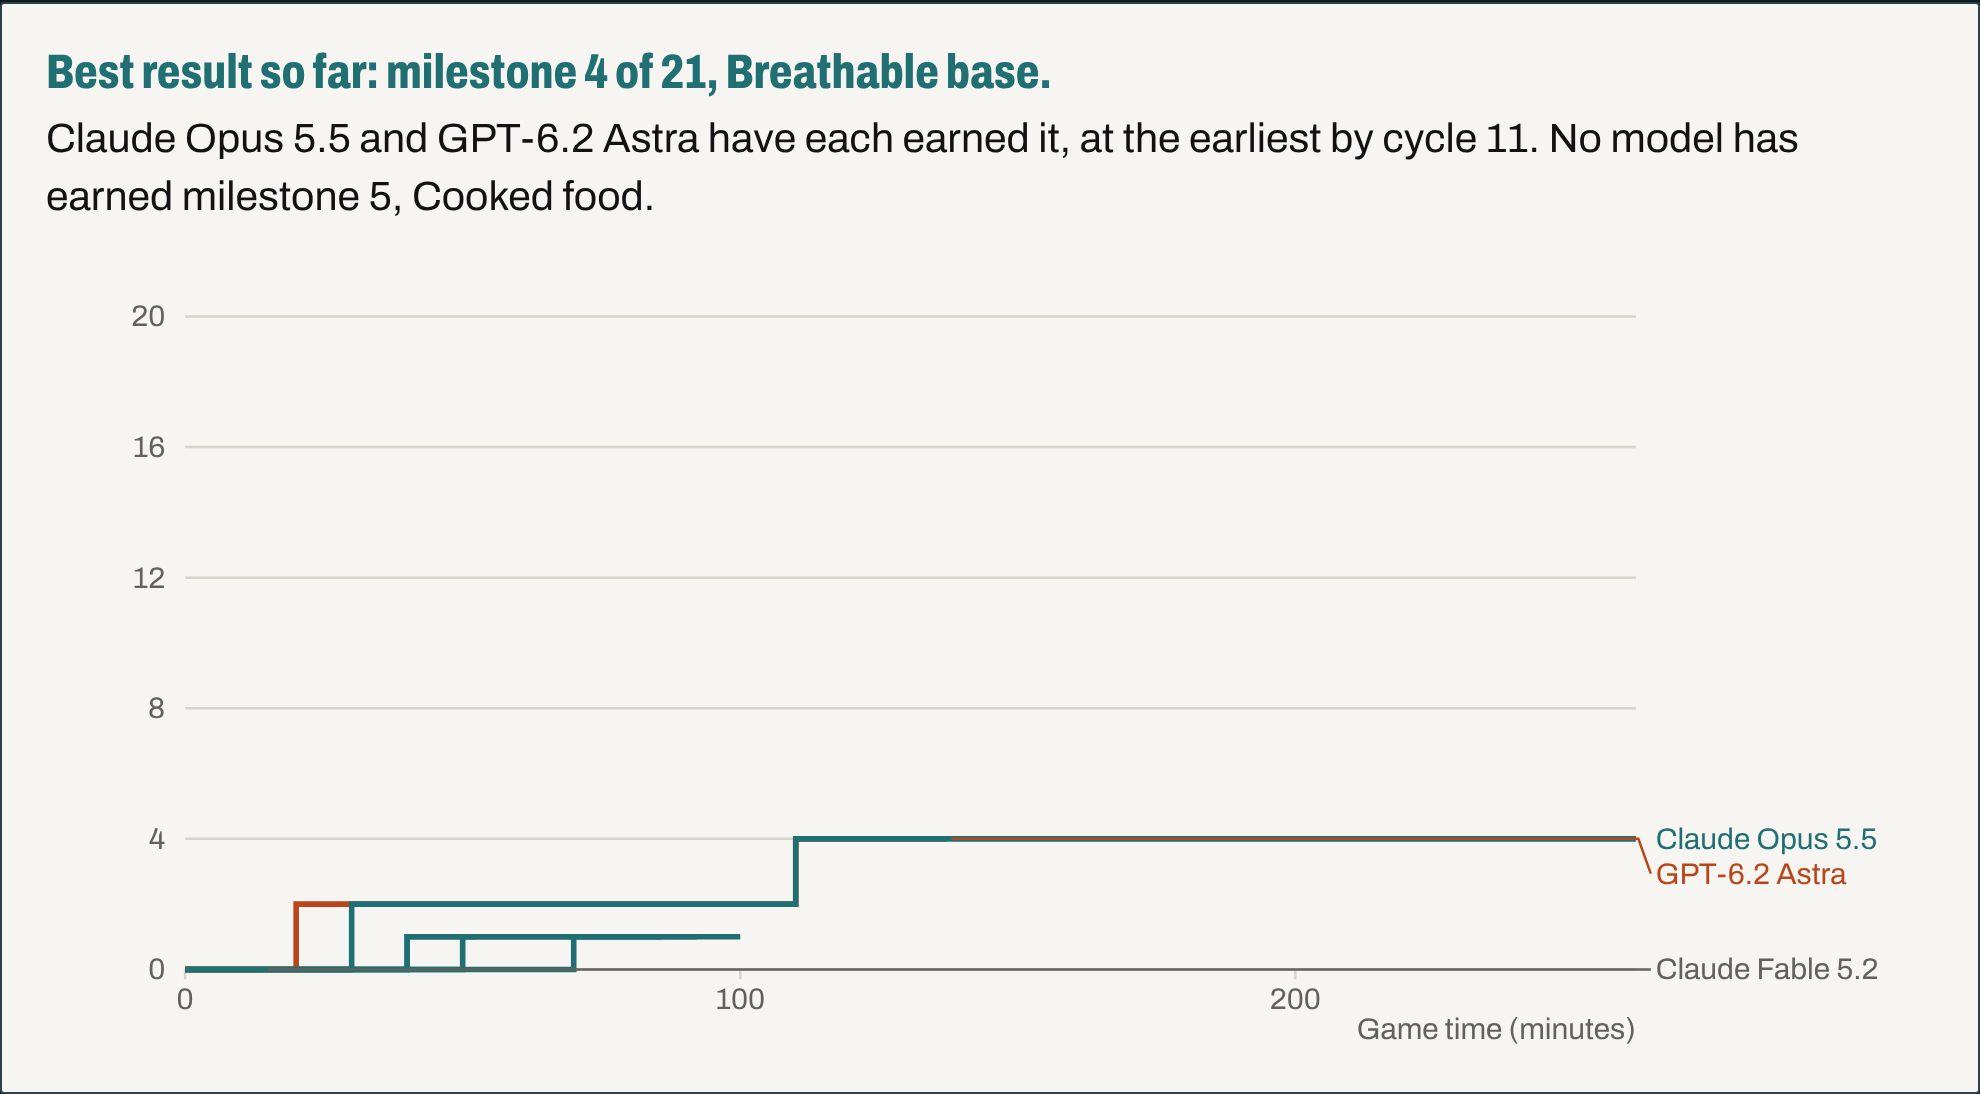 Best result so far: milestone 4 of 21, Breathable base.
Claude Opus 5.5 and GPT-6.2 Astra have each earned it, at the earliest by cycle 11. No model has
earned milestone 5, Cooked food.
20
16
12
8
4
Claude Opus 5.5
GPT-6.2 Astra
0
Claude Fable 5.2
0
100
200
Game time (minutes)